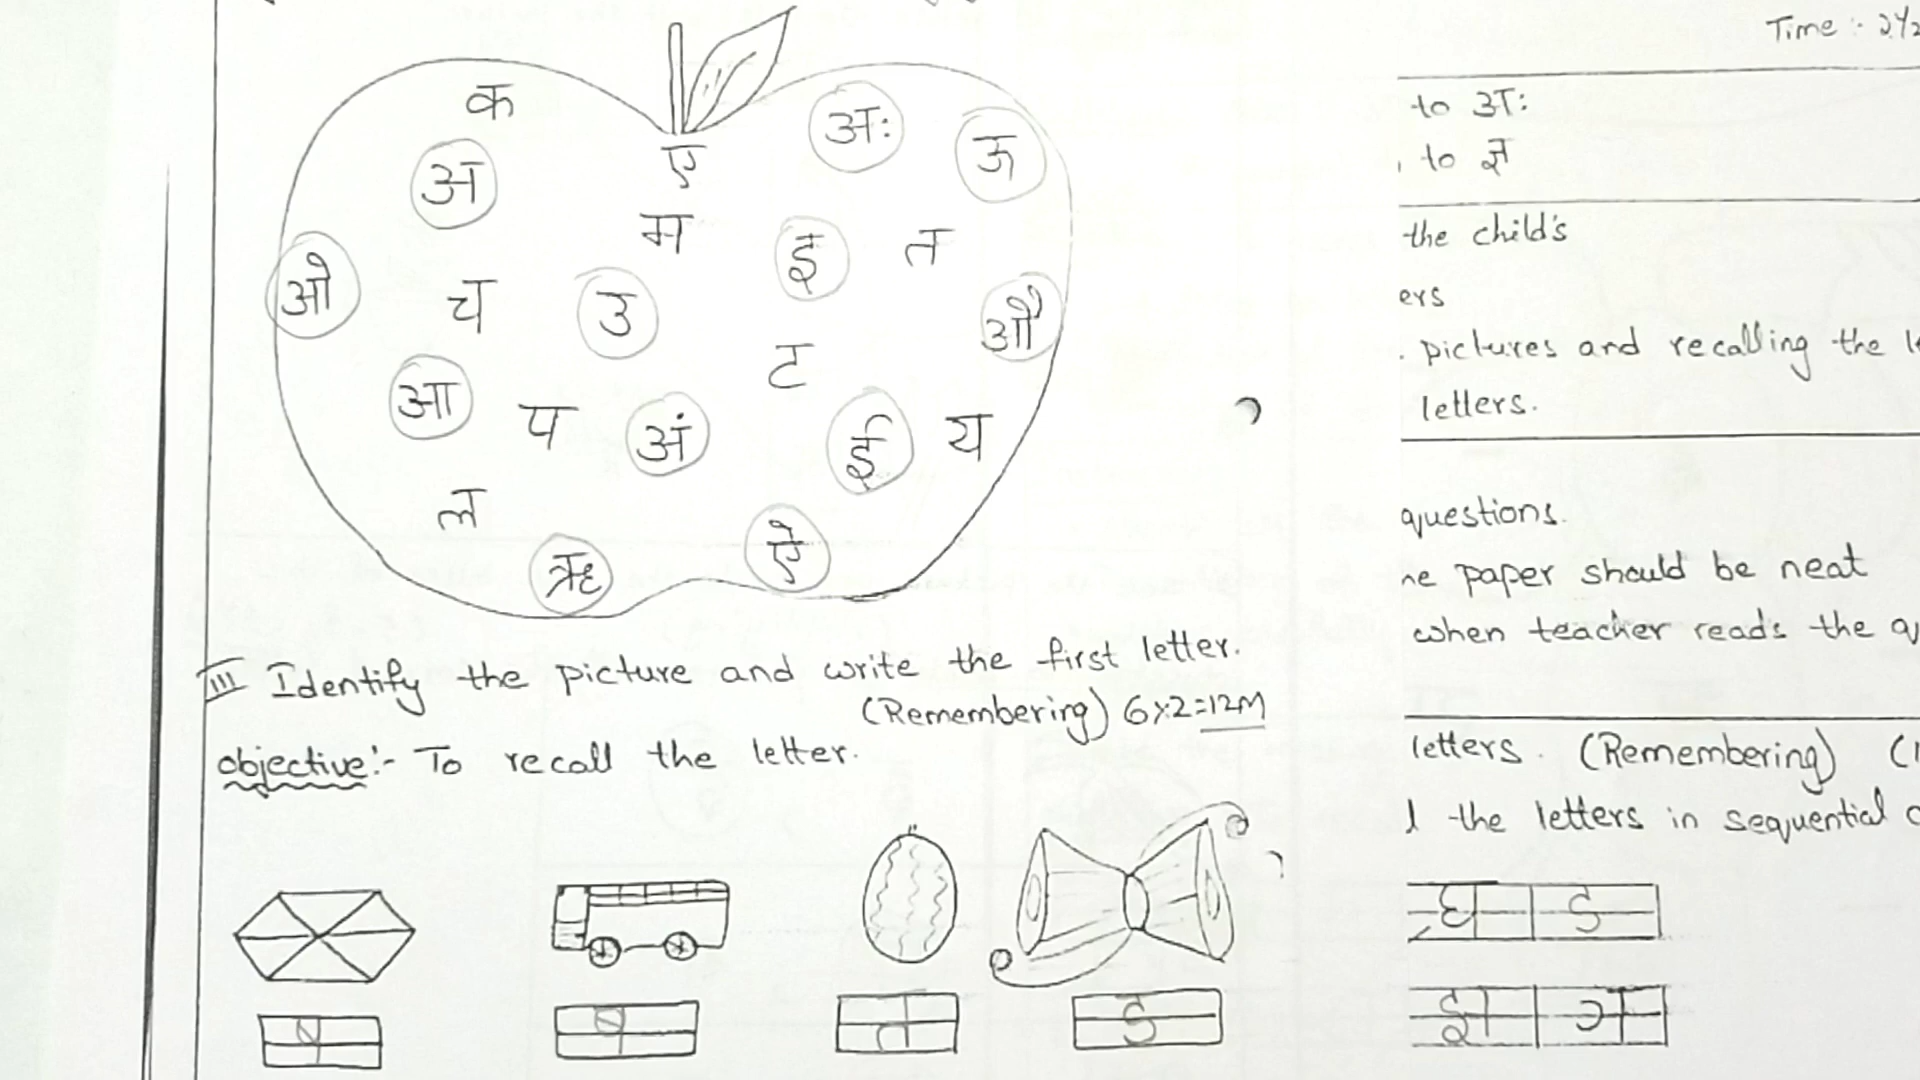 क
अः
ऊ
अ
ए
म
इ
त
ओ
च
उ
औ
ट
आ
प
अं
ई
य
ल
ऋ
ऐ
III Identify the picture and write the first letter.
(Remembering) 6x2=12M
objective:- To recall the letter.
ष ब त ड
Time :- 2½
to अः
to ज्ञ
the child's
ers
pictures and recalling the
letters.
questions.
paper should be neat
when teacher reads the
letters. (Remembering)
the letters in sequential
घ ङ
झ ञ